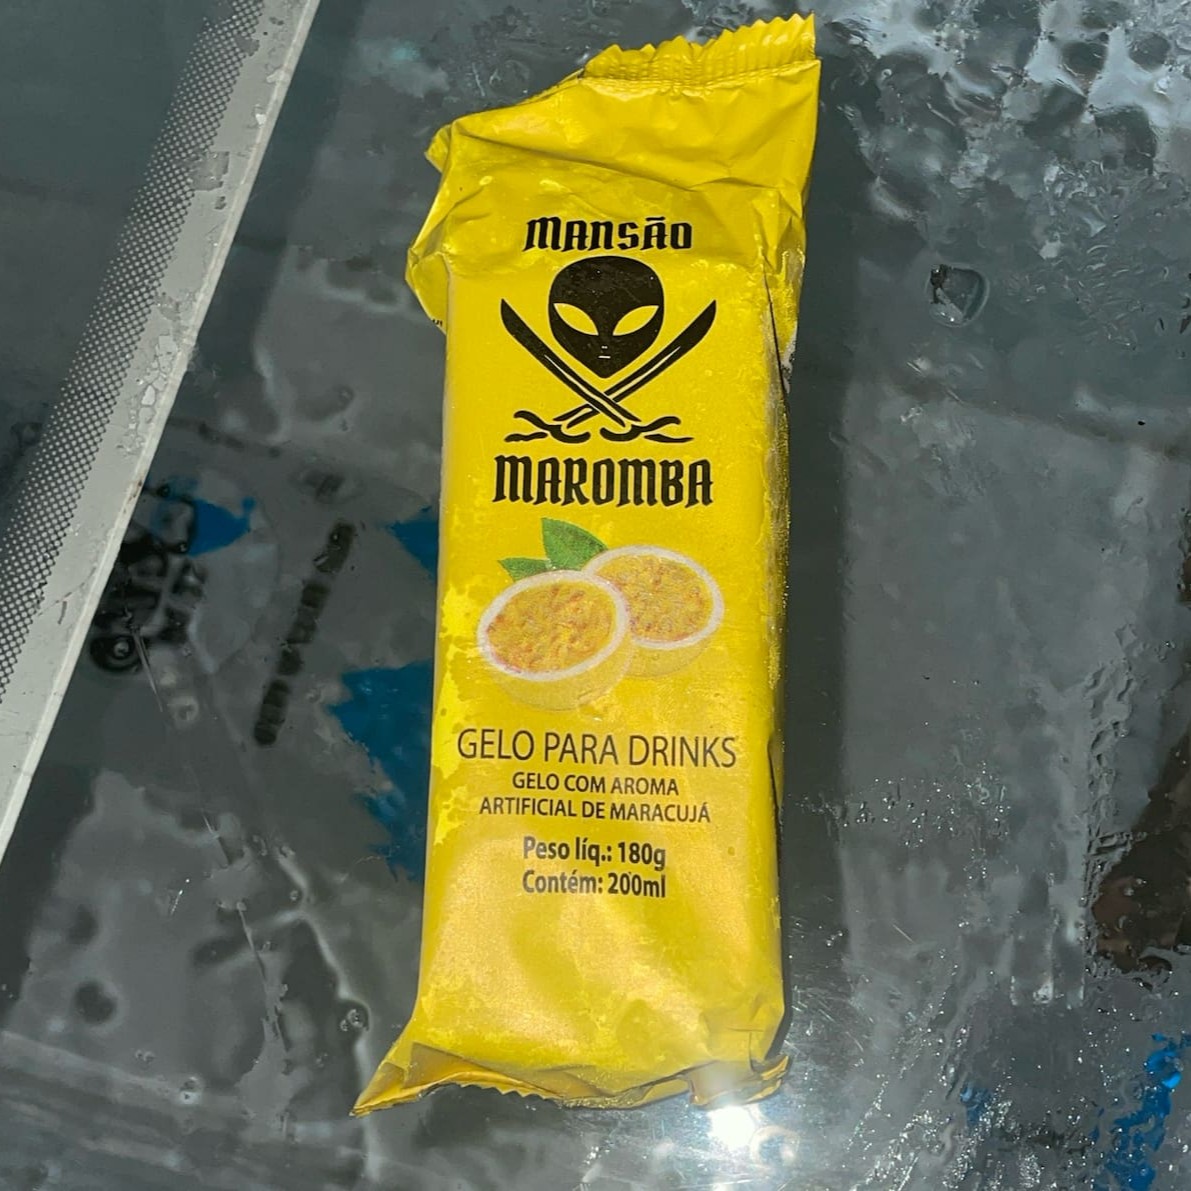 MANSÃO
MAROMBA
GELO PARA DRINKS
GELO COM AROMA
ARTIFICIAL DE MARACUJÁ
Peso líq.: 180g
Contém: 200ml